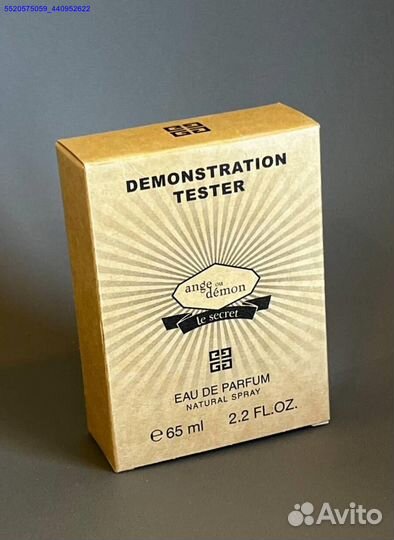 5520575059_440952622
DEMONSTRATION
TESTER
ange ou
démon
le secret
EAU DE PARFUM
NATURAL SPRAY
e 65 ml 2.2 FL.OZ.
Avito